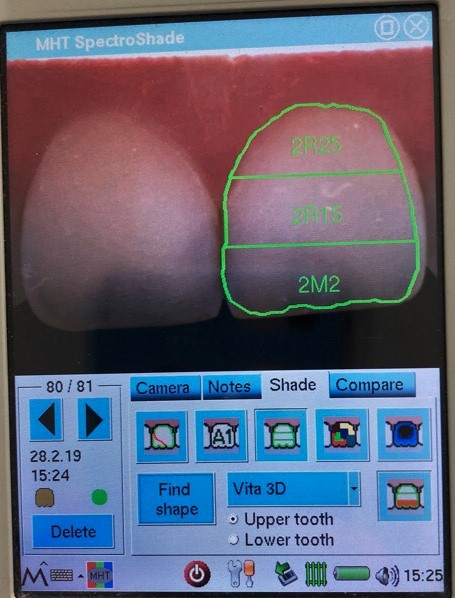 MHT SpectroShade
2R25
2R15
2M2
80 / 81
Camera
Notes
Shade
Compare
A1
28.2.19
15:24
Find
shape
Vita 3D
Upper tooth
Lower tooth
Delete
MHT
15:25